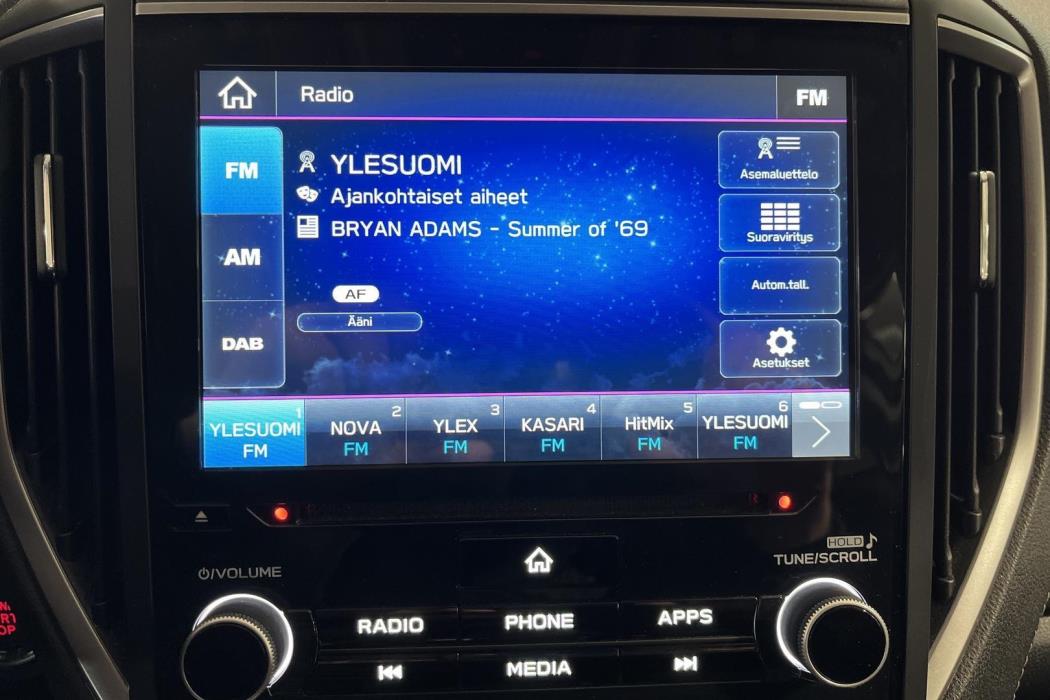 Radio
FM
FM
AM
DAB
YLESUOMI
Ajankohtaiset aiheet
BRYAN ADAMS - Summer of '69
AF
Ääni
Asemaluettelo
Suoraviritys
Autom.tall.
Asetukset
1
YLESUOMI
FM
2
NOVA
FM
3
YLEX
FM
4
KASARI
FM
5
HitMix
FM
6
YLESUOMI
FM
/VOLUME
HOLD
TUNE/SCROLL
RADIO
PHONE
APPS
MEDIA